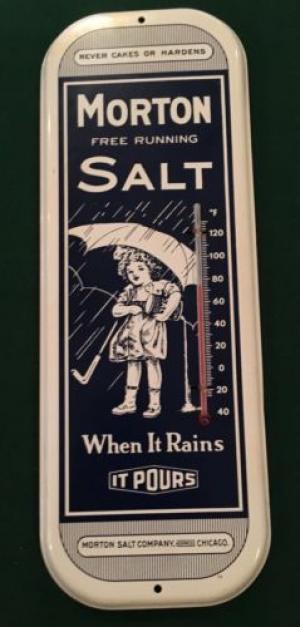 NEVER CAKES OR HARDENS
MORTON
FREE RUNNING
SALT
°F
120
100
80
60
40
20
0
20
40
When It Rains
IT POURS
MORTON SALT COMPANY, CHICAGO.